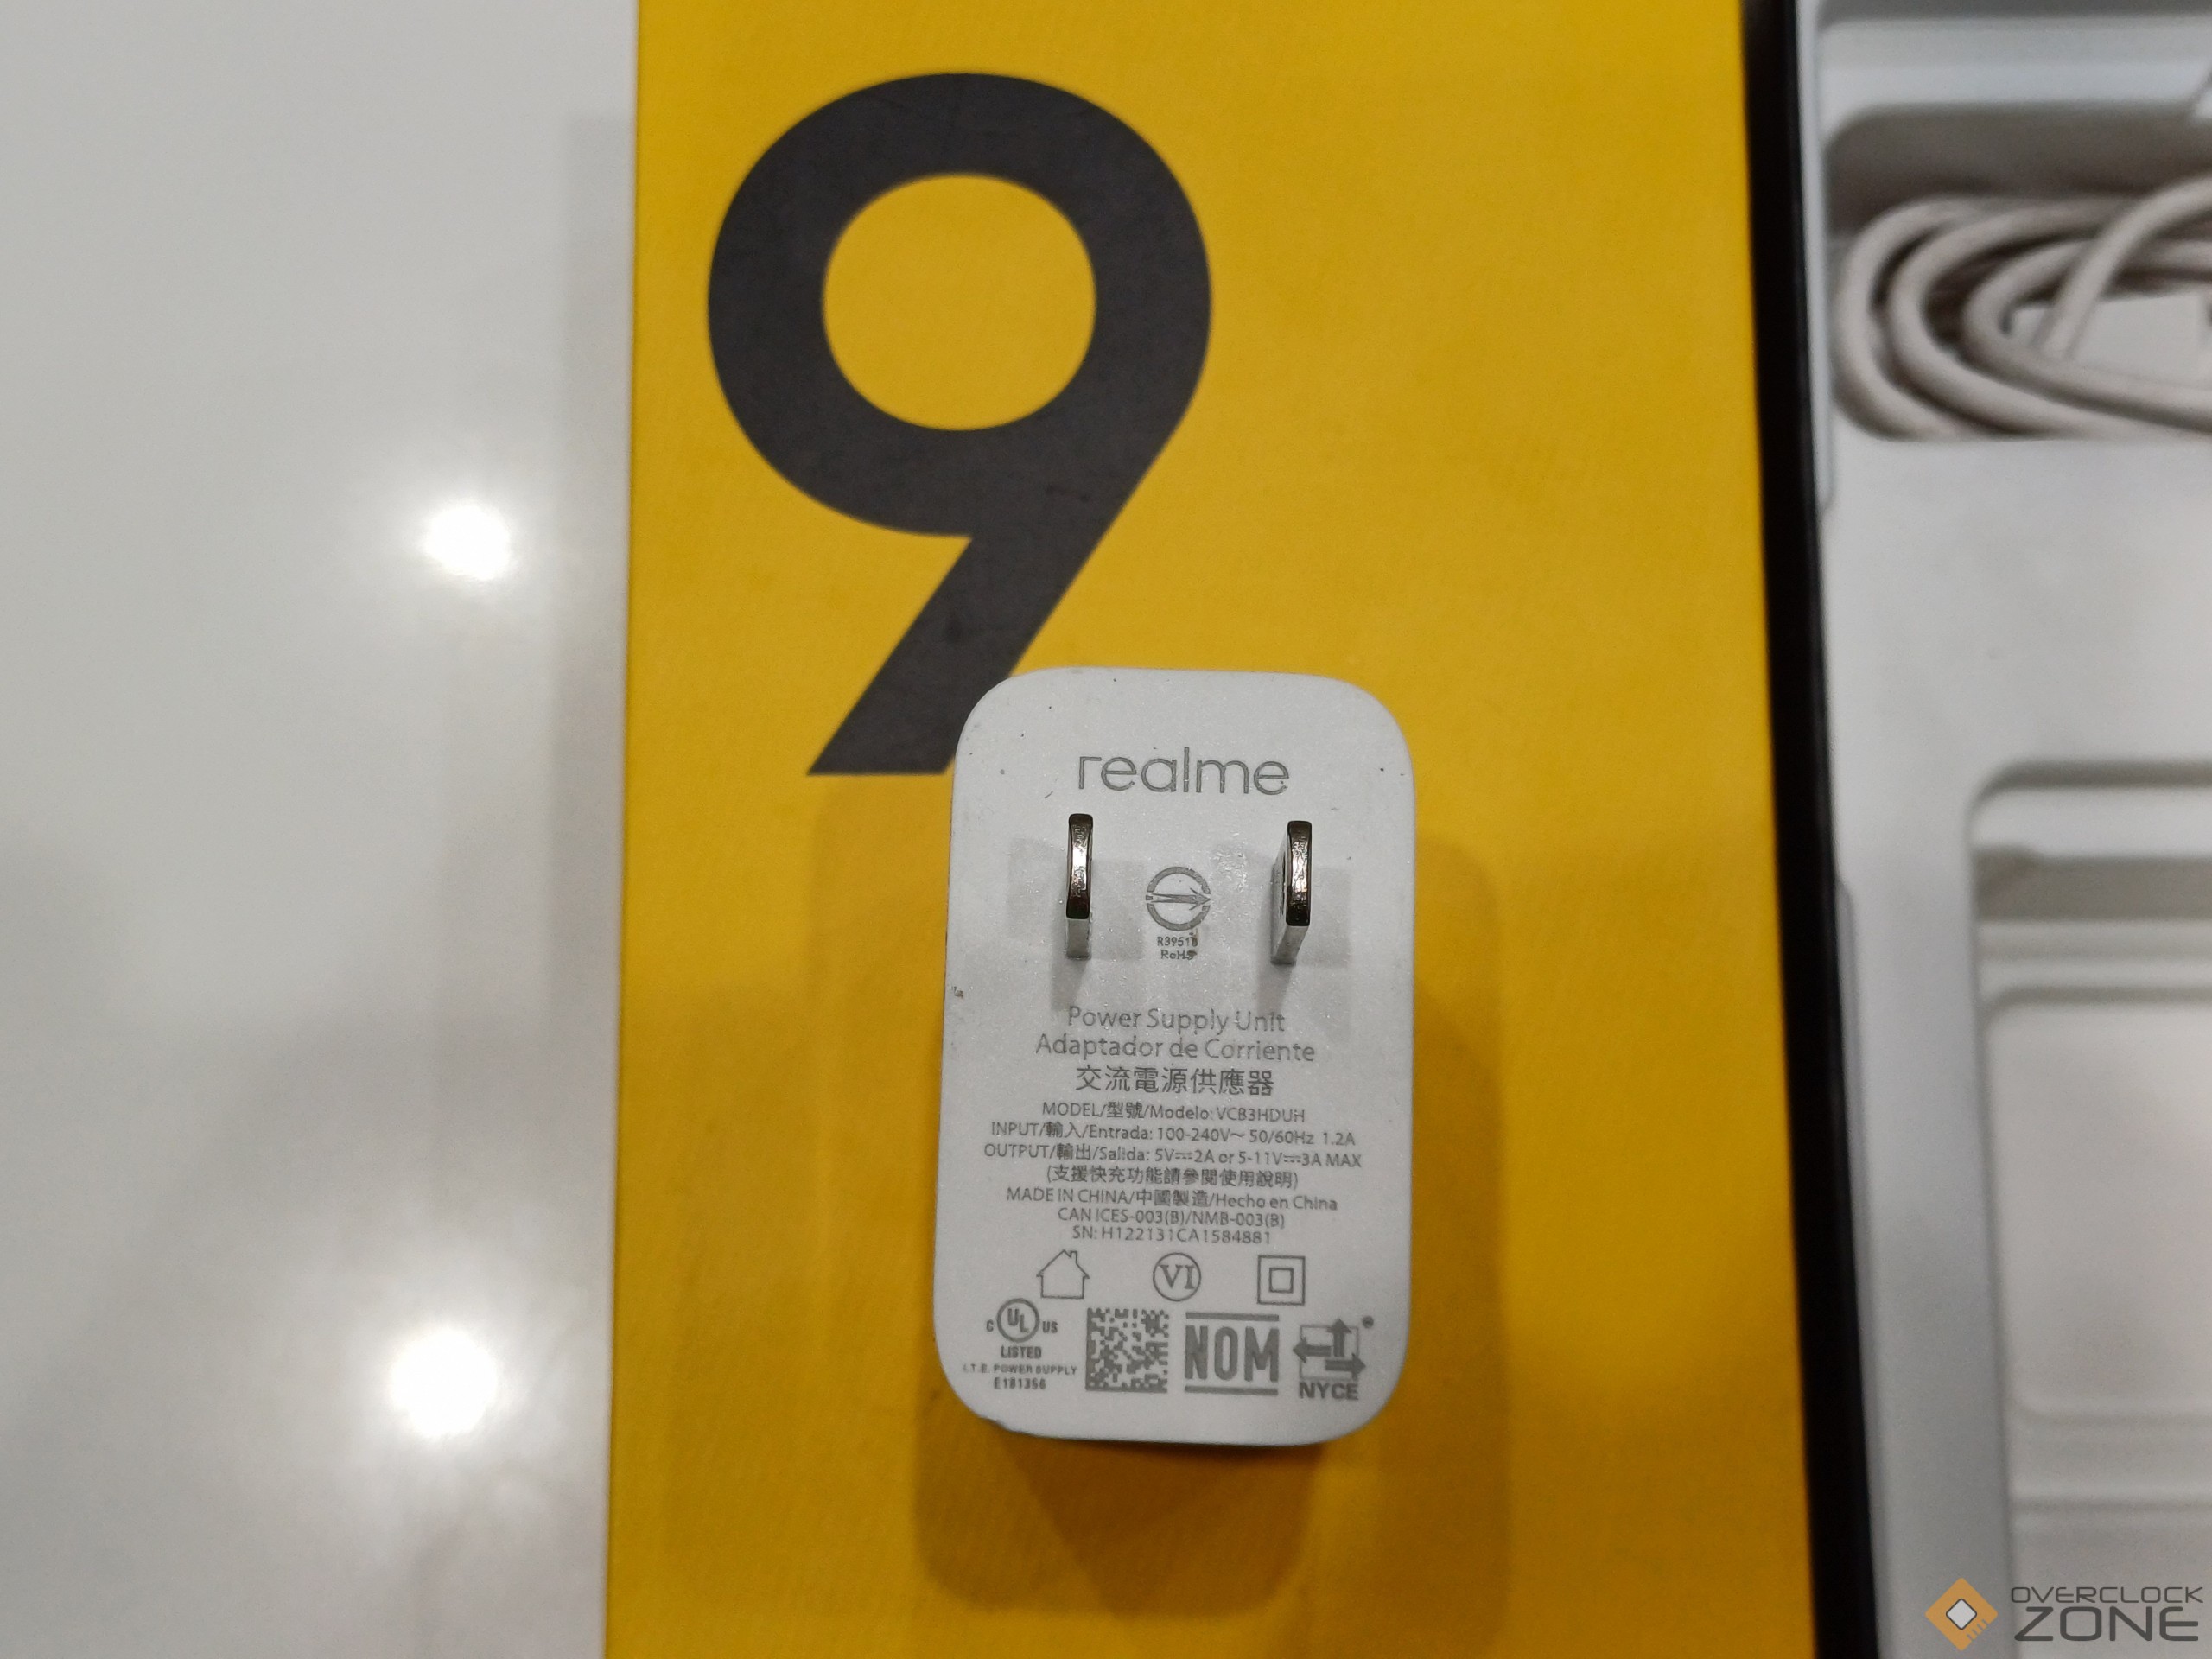 9
realme
RoHS
Power Supply Unit
Adaptador de Corriente
交流電源供應器
MODEL/型號/Modelo: VCB3HDUH
INPUT/輸入/Entrada: 100-240V~ 50/60Hz 1.2A
OUTPUT/輸出/Salida: 5V⎓2A or 5-11V⎓3A MAX
(支援快充功能請參閱使用說明)
MADE IN CHINA/中國製造/Hecho en China
CAN ICES-003(B)/NMB-003(B)
SN: H122131CA1584881
VI
C UL US
LISTED
I.T.E. POWER SUPPLY
E181356
NOM
NYCE
OVERCLOCK
ZONE